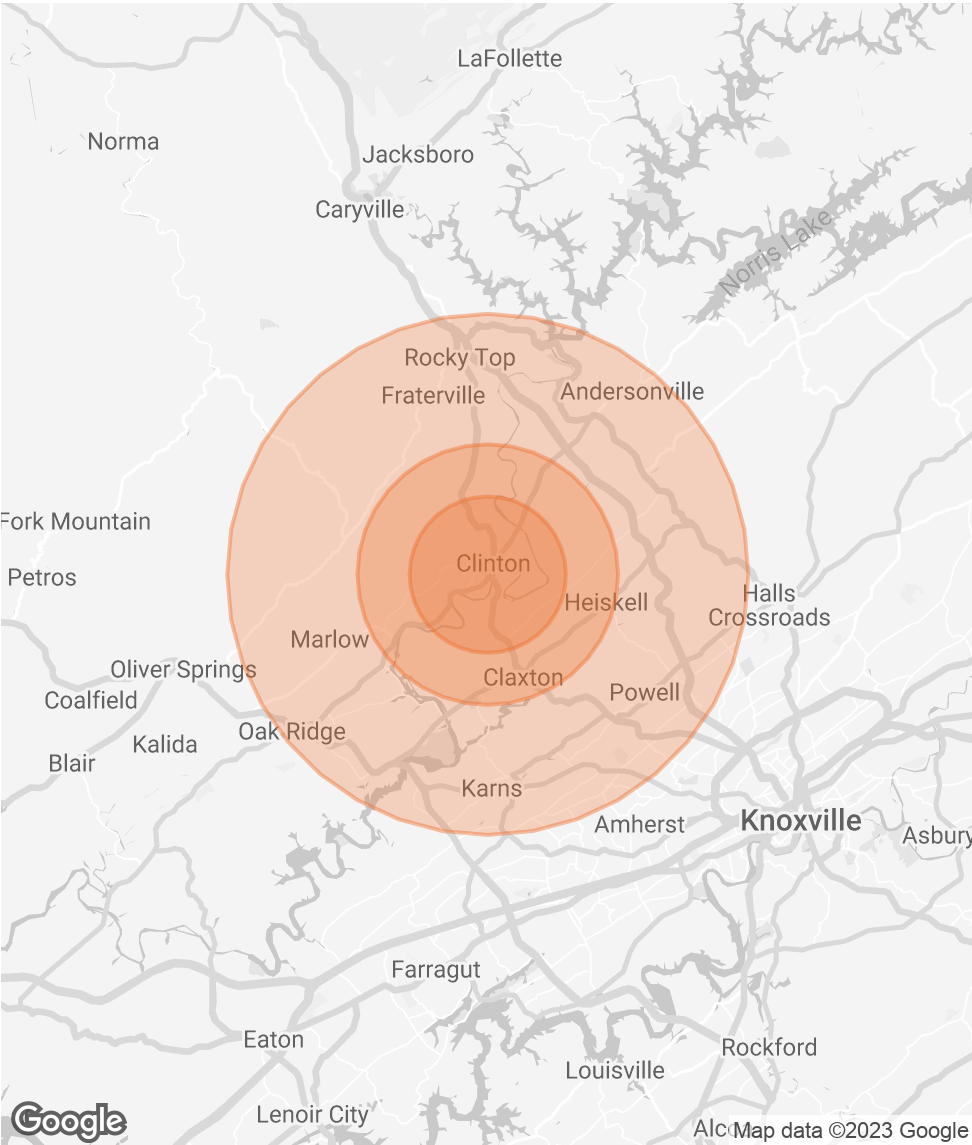 LaFollette
Norma
Jacksboro
Caryville
Norris Lake
Rocky Top
Andersonville
Fraterville
Fork Mountain
Clinton
Petros
Halls
Crossroads
Heiskell
Marlow
Oliver Springs
Claxton
Powell
Coalfield
Oak Ridge
Kalida
Blair
Karns
Amherst
Knoxville
Asbury
Farragut
Eaton
Rockford
Louisville
Lenoir City
Google
Alco
Map data ©2023 Google